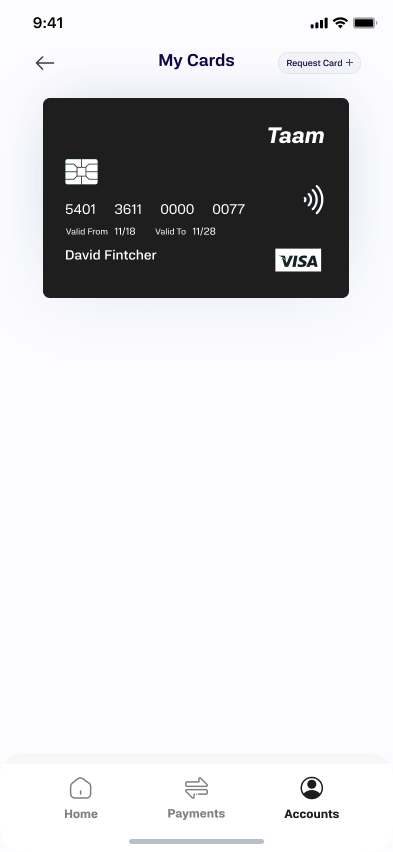 9:41
My Cards
Request Card +
Taam
5401 3611 0000 0077
Valid From 11/18 Valid To 11/28
David Fintcher
VISA
Home Payments Accounts